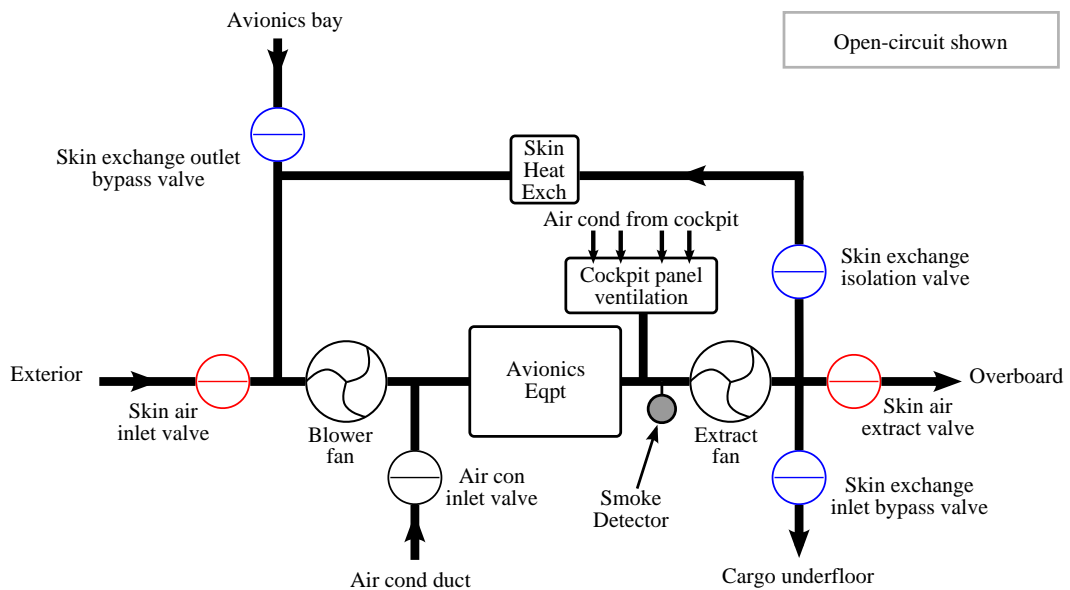 Avionics bay
Open-circuit shown
Skin exchange outlet
bypass valve
Skin
Heat
Exch
Air cond from cockpit
Cockpit panel
ventilation
Skin exchange
isolation valve
Exterior
Skin air
inlet valve
Blower
fan
Avionics
Eqpt
Extract
fan
Overboard
Skin air
extract valve
Air con
inlet valve
Smoke
Detector
Skin exchange
inlet bypass valve
Air cond duct
Cargo underfloor